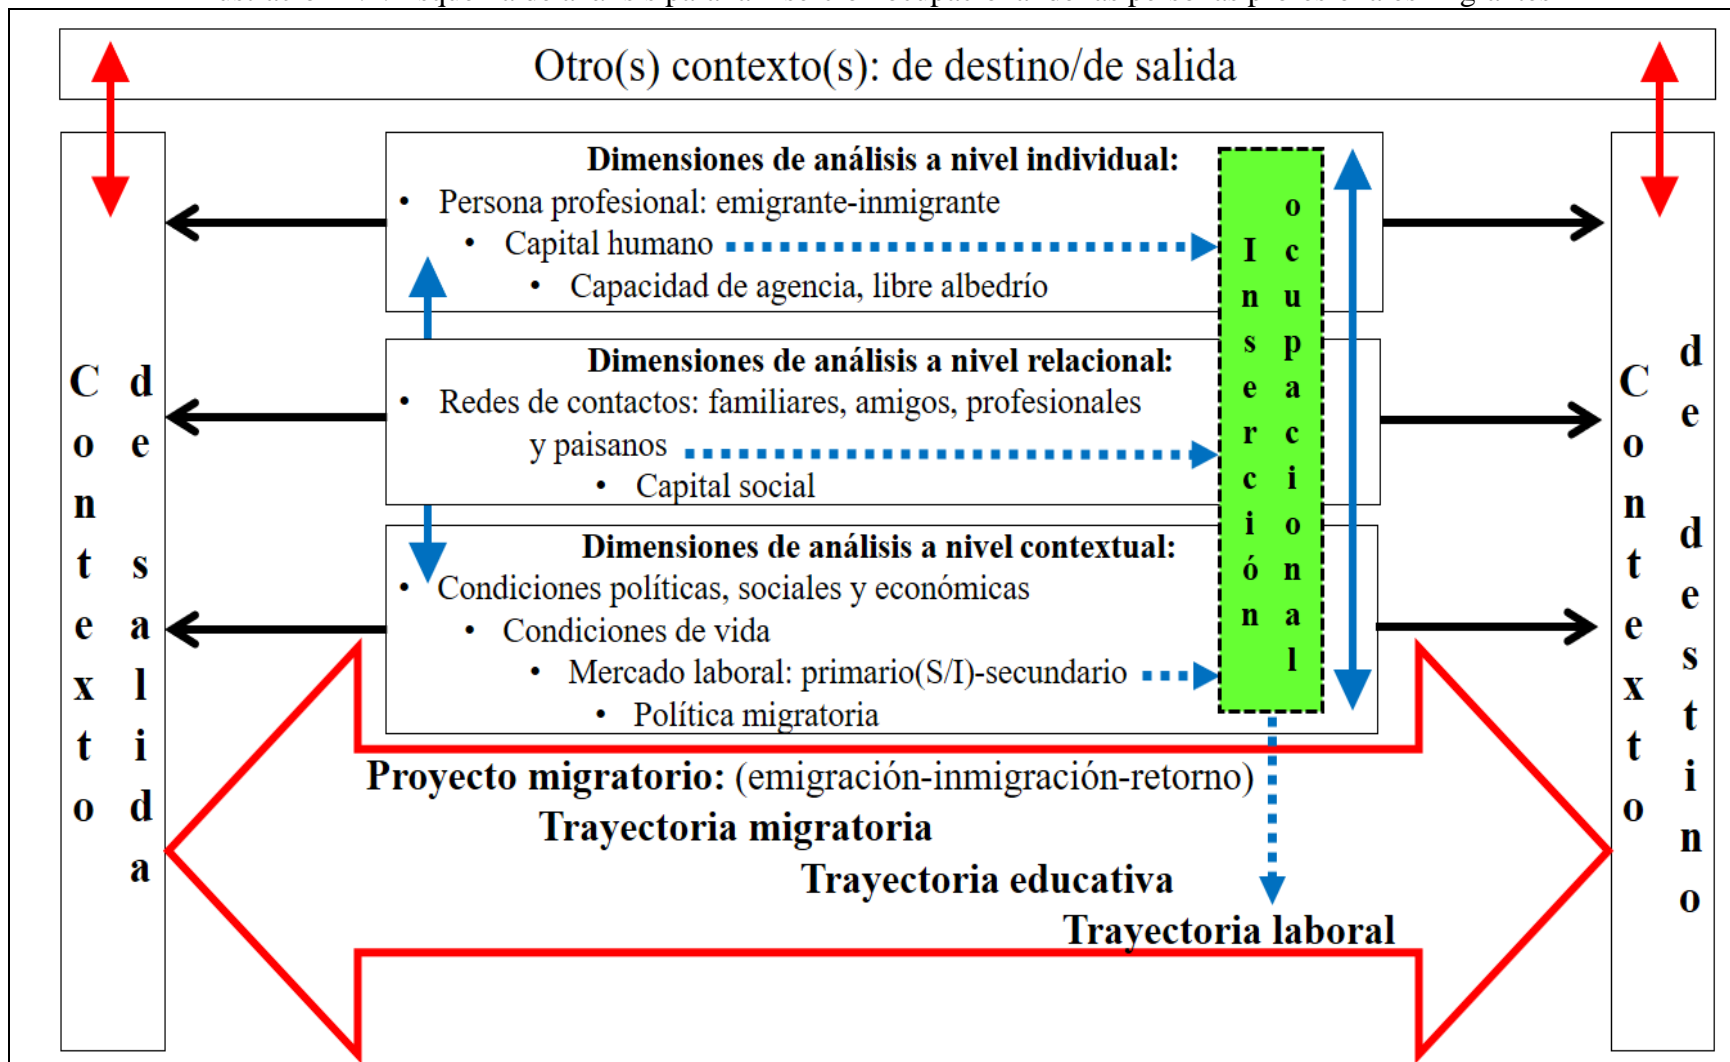 Otro(s) contexto(s): de destino/de salida
Contexto
de salida
Dimensiones de análisis a nivel individual:
• Persona profesional: emigrante-inmigrante
• Capital humano
• Capacidad de agencia, libre albedrío
Dimensiones de análisis a nivel relacional:
• Redes de contactos: familiares, amigos, profesionales
y paisanos
• Capital social
Dimensiones de análisis a nivel contextual:
• Condiciones políticas, sociales y económicas
• Condiciones de vida
• Mercado laboral: primario(S/I)-secundario
• Política migratoria
Inserción
ocupacional
Proyecto migratorio: (emigración-inmigración-retorno)
Trayectoria migratoria
Trayectoria educativa
Trayectoria laboral
Contexto
de destino